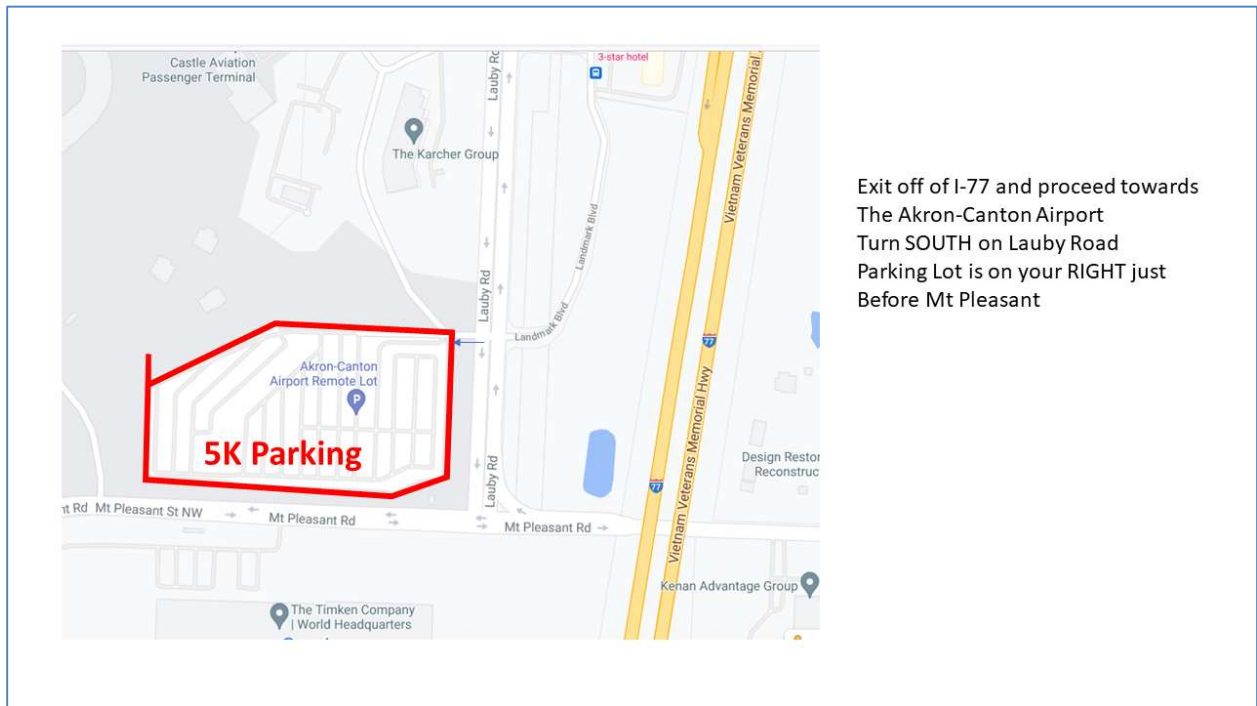 Castle Aviation
Passenger Terminal
3-star hotel
Lauby Rd
Vietnam Veterans Memorial
The Karcher Group
Landmark Blvd
Vietnam Veterans Memorial Hwy
Lauby Rd
Landmark Blvd
77
Akron-Canton
Airport Remote Lot
P
5K Parking
Lauby Rd
77
Design Restor
Reconstruc
Vietnam Veterans Memorial Hwy
nt Rd Mt Pleasant St NW
Mt Pleasant Rd
Mt Pleasant Rd
Kenan Advantage Group
The Timken Company
| World Headquarters
Exit off of I-77 and proceed towards
The Akron-Canton Airport
Turn SOUTH on Lauby Road
Parking Lot is on your RIGHT just
Before Mt Pleasant